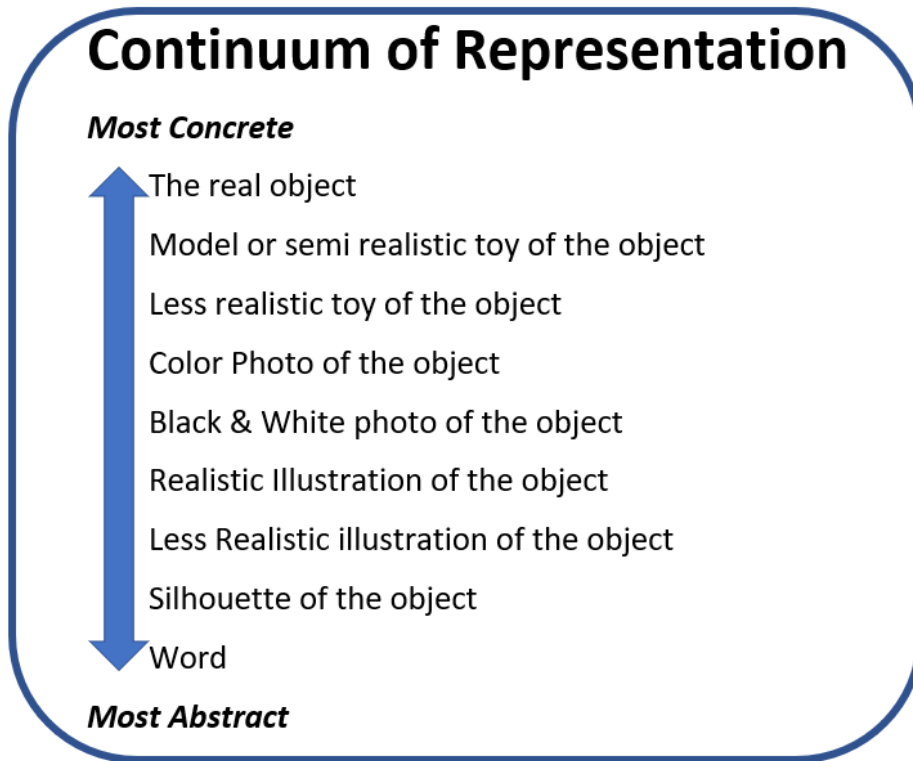 Continuum of Representation
Most Concrete
The real object
Model or semi realistic toy of the object
Less realistic toy of the object
Color Photo of the object
Black & White photo of the object
Realistic Illustration of the object
Less Realistic illustration of the object
Silhouette of the object
Word
Most Abstract